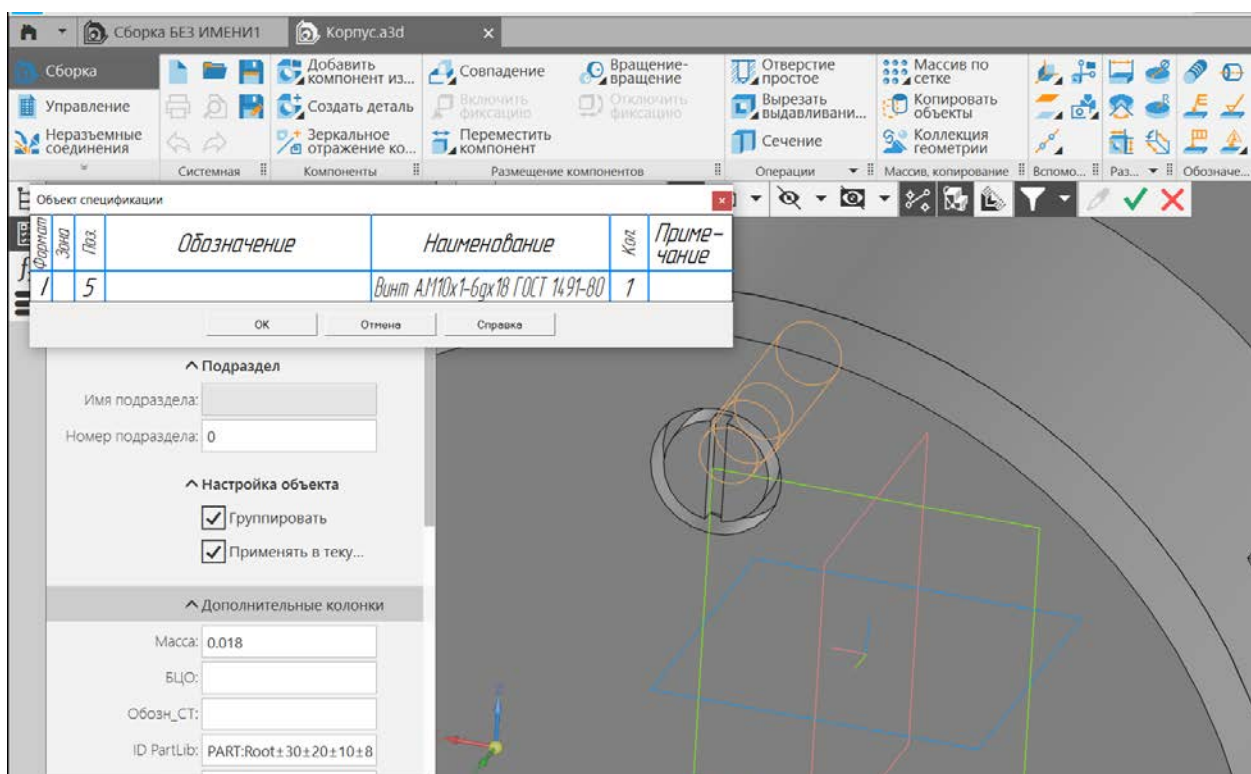 Сборка БЕЗ ИМЕНИ1
Корпус.a3d
Сборка
Управление
Неразъемные
соединения
Системная
Добавить
компонент из...
Создать деталь
Зеркальное
отражение ко...
Компоненты
Совпадение
Вращение-
вращение
Включить
фиксацию
Отключить
фиксацию
Переместить
компонент
Размещение компонентов
Отверстие
простое
Вырезать
выдавливани...
Сечение
Операции
Массив по
сетке
Копировать
объекты
Коллекция
геометрии
Массив, копирование
Вспомо...
Раз...
Обозначе...
Объект спецификации
Формат
Зона
Поз.
Обозначение
Наименование
Кол.
Приме-
чание
5
Винт А.М10х1-6gх18 ГОСТ 1491-80
1
ОК
Отмена
Справка
Подраздел
Имя подраздела:
Номер подраздела: 0
Настройка объекта
Группировать
Применять в теку...
Дополнительные колонки
Масса: 0.018
БЦО:
Обозн_СТ:
ID PartLib: PART:Root±30±20±10±8